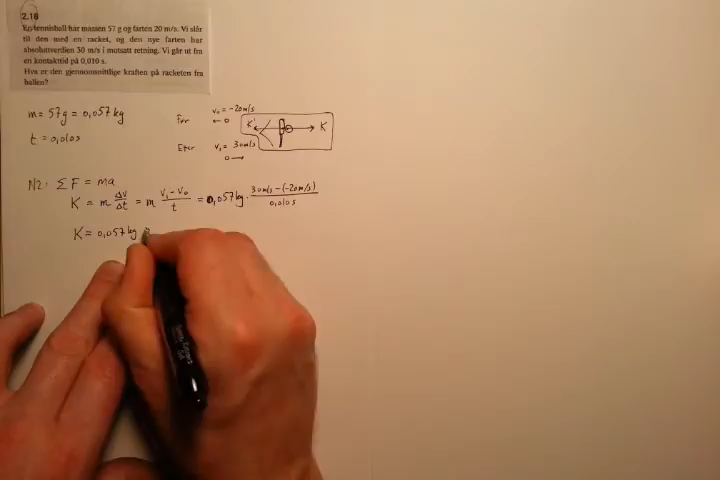 2.18
En tennisball har massen 57 g og farten 20 m/s. Vi slår
til den med en racket, og den nye farten har
absoluttverdien 30 m/s i motsatt retning. Vi går ut fra
en kontakttid på 0,010 s.
Hva er den gjennomsnittlige kraften på racketen fra
ballen?
m = 57g = 0,057 kg
t = 0,010 s
Før v₀ = -20 m/s
← o
Etter v₁ = 30 m/s
o →
K' K
N2: ΣF = ma
K = m Δv/Δt = m (v₁ - v₀)/t = 0,057 kg · (30 m/s - (-20 m/s))/0,010 s
K = 0,057 kg